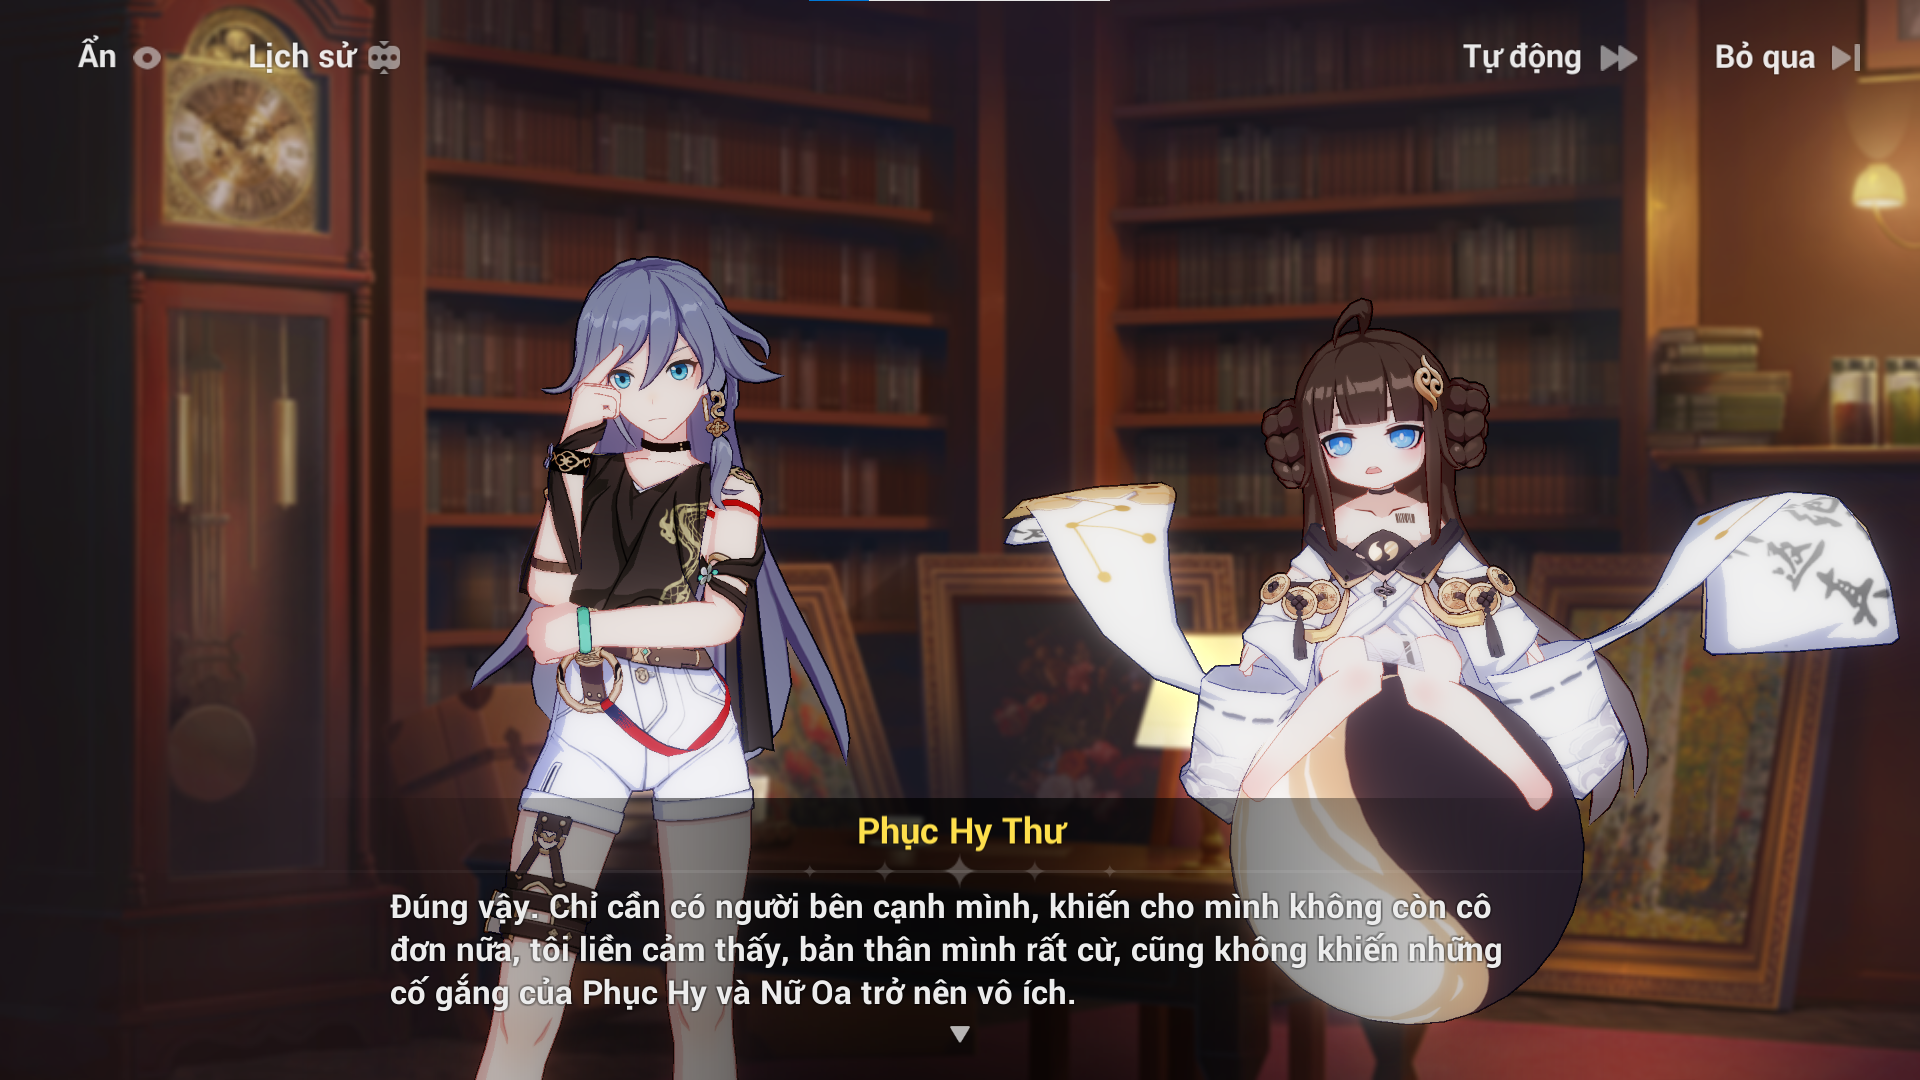 Ẩn
Lịch sử
Tự động
Bỏ qua
Phục Hy Thư
Đúng vậy. Chỉ cần có người bên cạnh mình, khiến cho mình không còn cô
đơn nữa, tôi liền cảm thấy, bản thân mình rất cừ, cũng không khiến những
cố gắng của Phục Hy và Nữ Oa trở nên vô ích.